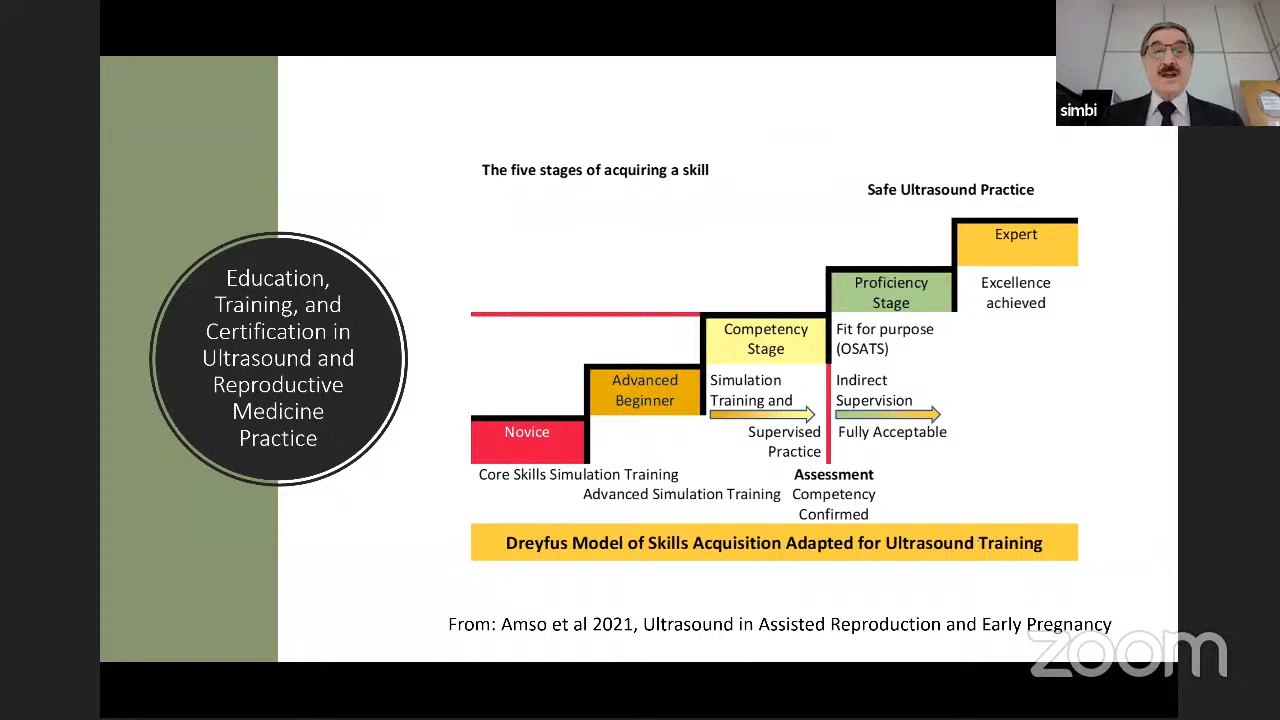 simbi
The five stages of acquiring a skill
Safe Ultrasound Practice
Education,
Training, and
Certification in
Ultrasound and
Reproductive
Medicine
Practice
Expert
Excellence
achieved
Proficiency
Stage
Fit for purpose
(OSATS)
Indirect
Supervision
Fully Acceptable
Competency
Stage
Simulation
Training and
Supervised
Practice
Advanced
Beginner
Novice
Core Skills Simulation Training
Advanced Simulation Training
Assessment
Competency
Confirmed
Dreyfus Model of Skills Acquisition Adapted for Ultrasound Training
From: Amso et al 2021, Ultrasound in Assisted Reproduction and Early Pregnancy
zoom